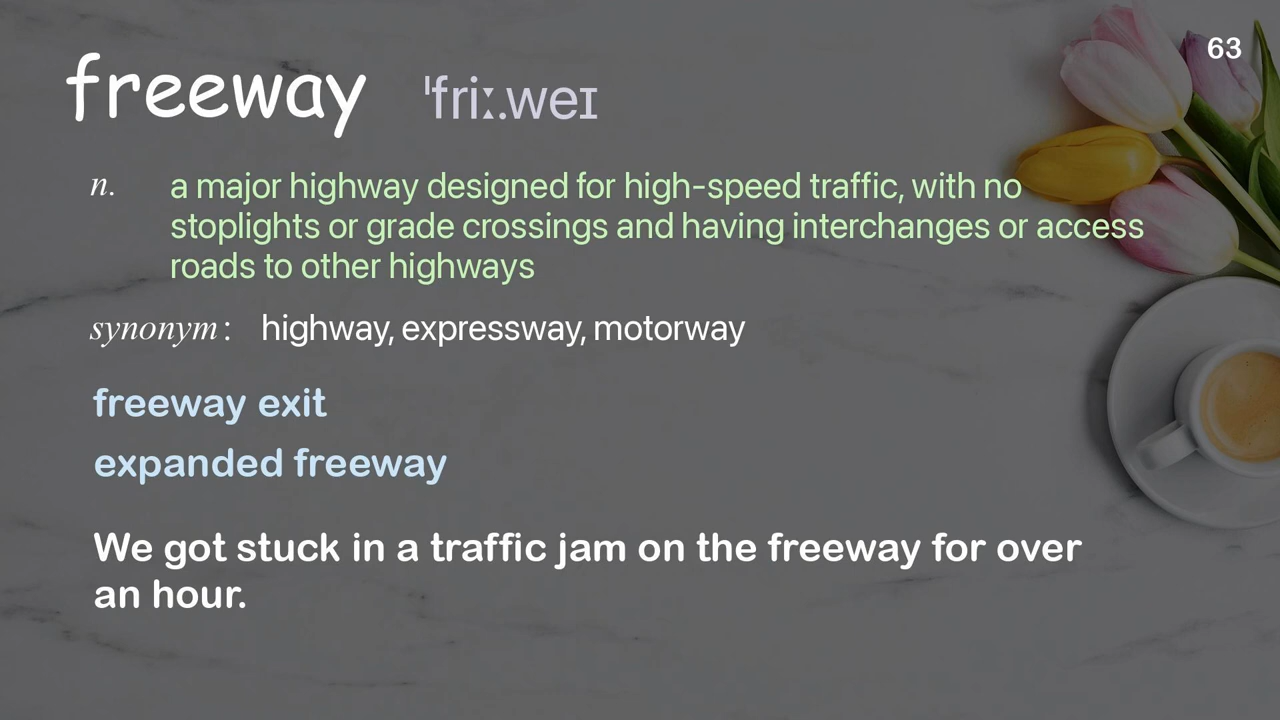 63
freeway ˈfriː.weɪ
n. a major highway designed for high-speed traffic, with no
stoplights or grade crossings and having interchanges or access
roads to other highways
synonym: highway, expressway, motorway
freeway exit
expanded freeway
We got stuck in a traffic jam on the freeway for over
an hour.